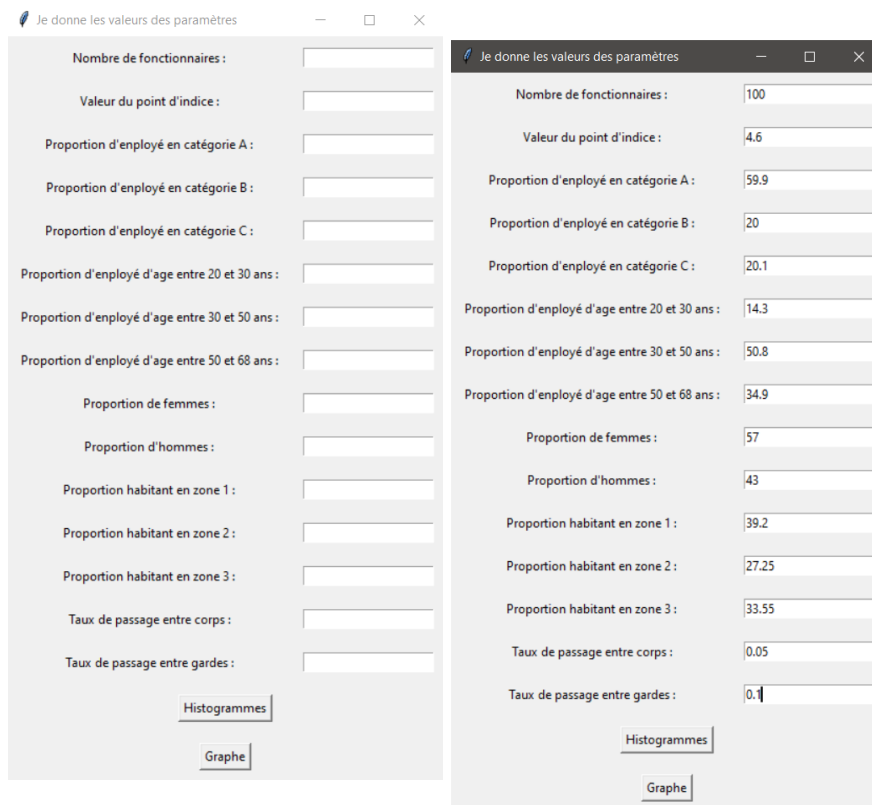 Je donne les valeurs des paramètres
Nombre de fonctionnaires :
Valeur du point d'indice :
Proportion d'enployé en catégorie A :
Proportion d'enployé en catégorie B :
Proportion d'enployé en catégorie C :
Proportion d'enployé d'age entre 20 et 30 ans :
Proportion d'enployé d'age entre 30 et 50 ans :
Proportion d'enployé d'age entre 50 et 68 ans :
Proportion de femmes :
Proportion d'hommes :
Proportion habitant en zone 1 :
Proportion habitant en zone 2 :
Proportion habitant en zone 3 :
Taux de passage entre corps :
Taux de passage entre gardes :
Histogrammes
Graphe
Je donne les valeurs des paramètres
Nombre de fonctionnaires : 100
Valeur du point d'indice : 4.6
Proportion d'enployé en catégorie A : 59.9
Proportion d'enployé en catégorie B : 20
Proportion d'enployé en catégorie C : 20.1
Proportion d'enployé d'age entre 20 et 30 ans : 14.3
Proportion d'enployé d'age entre 30 et 50 ans : 50.8
Proportion d'enployé d'age entre 50 et 68 ans : 34.9
Proportion de femmes : 57
Proportion d'hommes : 43
Proportion habitant en zone 1 : 39.2
Proportion habitant en zone 2 : 27.25
Proportion habitant en zone 3 : 33.55
Taux de passage entre corps : 0.05
Taux de passage entre gardes : 0.1
Histogrammes
Graphe